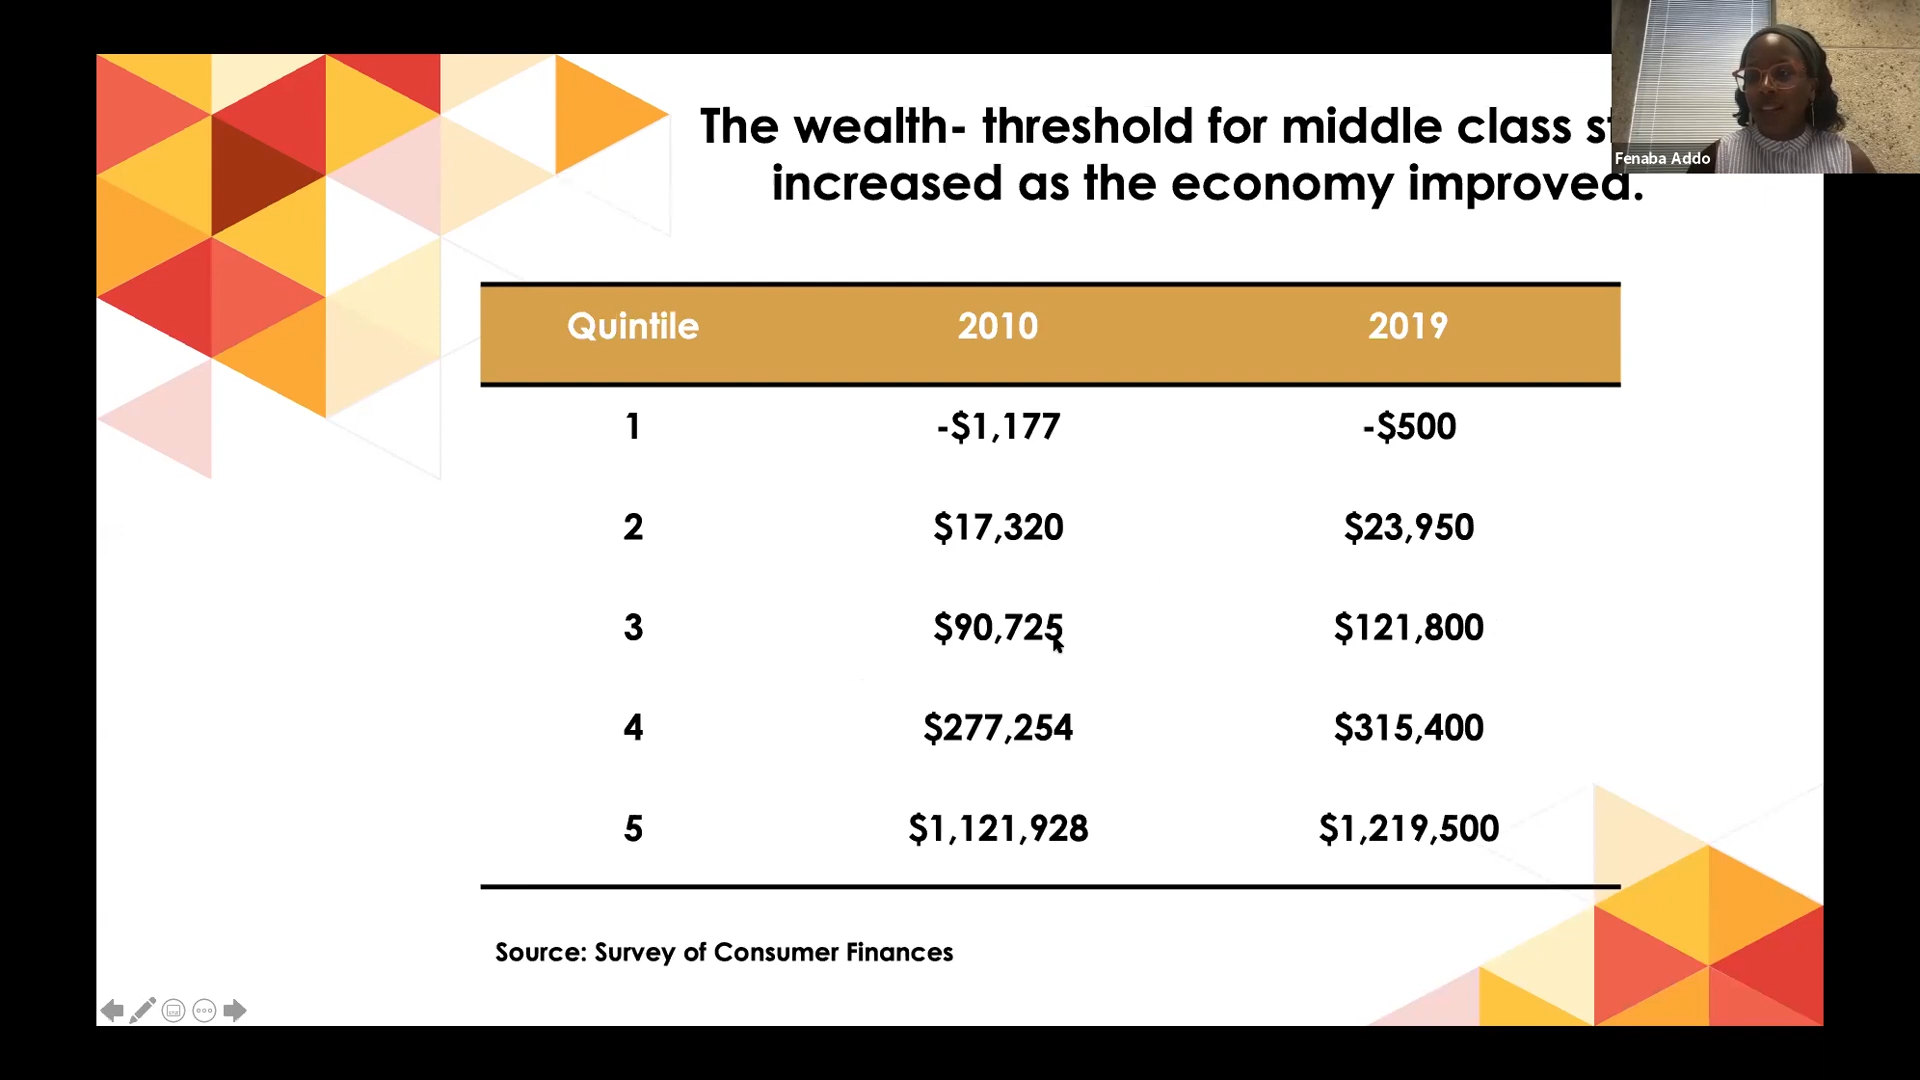 The wealth- threshold for middle class
increased as the economy improved.
Fenaba Addo
Quintile 2010 2019
1 -$1,177 -$500
2 $17,320 $23,950
3 $90,725 $121,800
4 $277,254 $315,400
5 $1,121,928 $1,219,500
Source: Survey of Consumer Finances